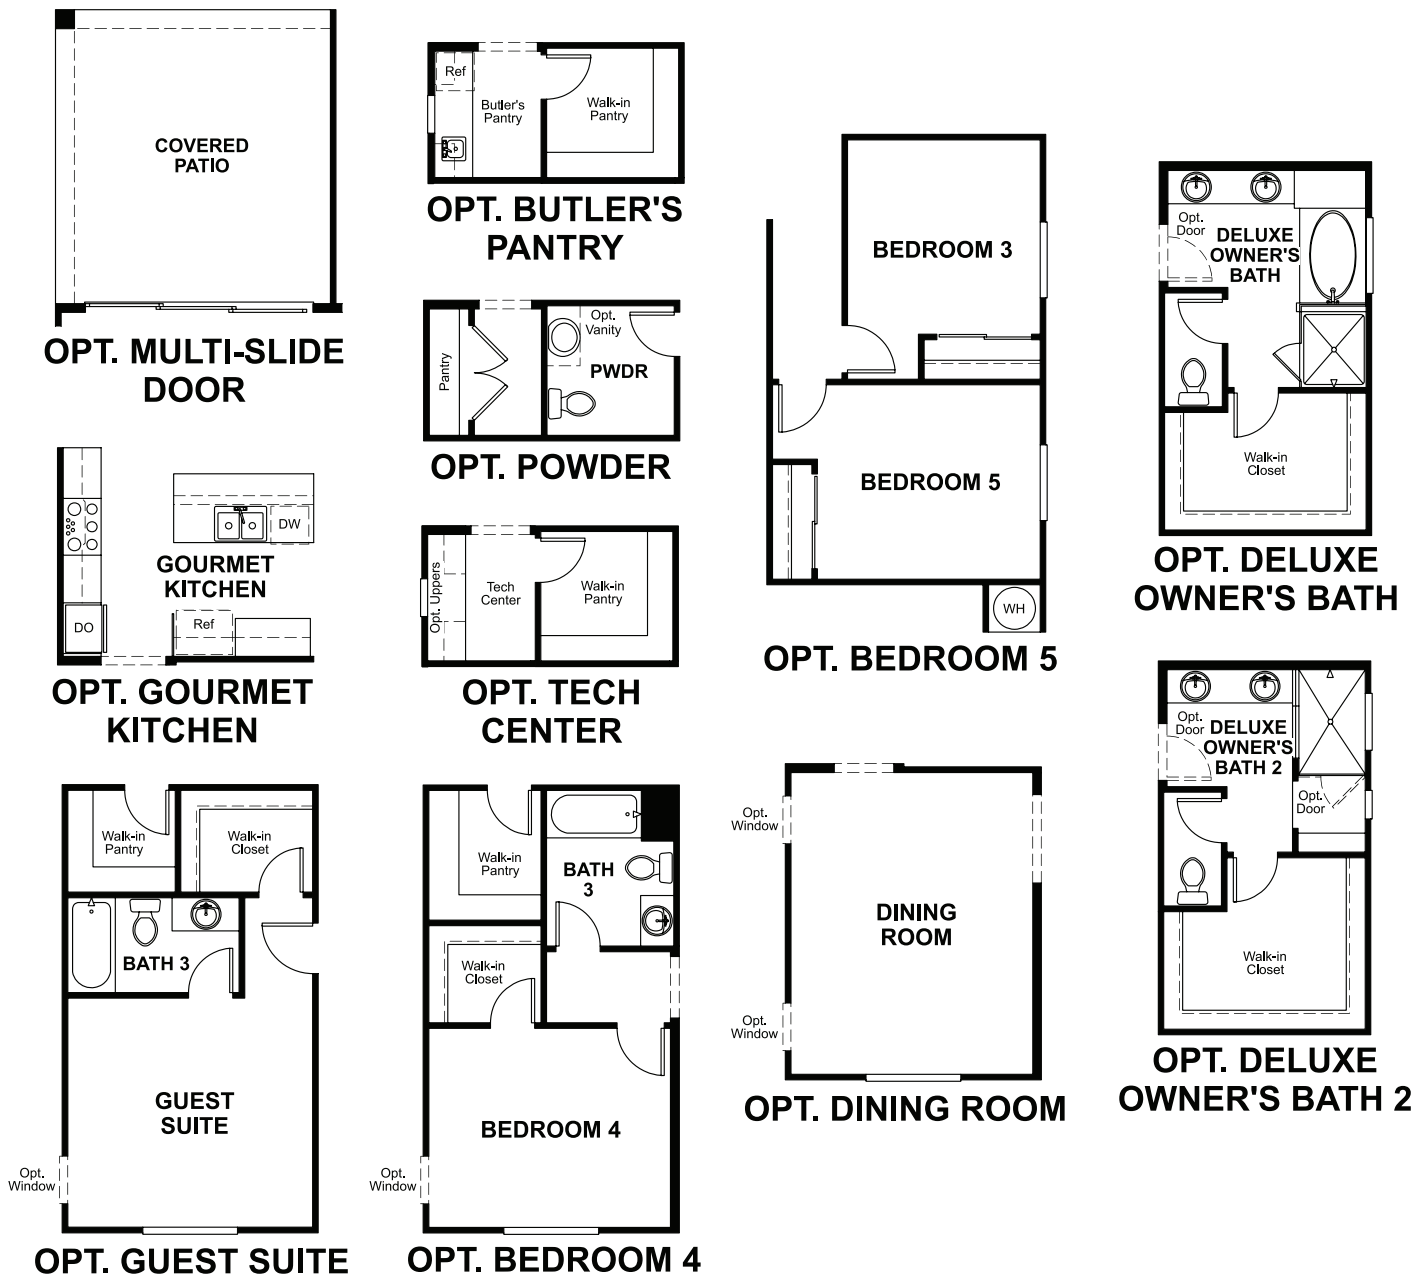 COVERED
PATIO
OPT. MULTI-SLIDE
DOOR
Ref
Butler's
Pantry
Walk-in
Pantry
OPT. BUTLER'S
PANTRY
Pantry
Opt.
Vanity
PWDR
OPT. POWDER
DW
GOURMET
KITCHEN
DO
Ref
OPT. GOURMET
KITCHEN
Opt. Uppers
Tech
Center
Walk-in
Pantry
OPT. TECH
CENTER
BEDROOM 3
BEDROOM 5
WH
OPT. BEDROOM 5
Opt.
Door
DELUXE
OWNER'S
BATH
Walk-in
Closet
OPT. DELUXE
OWNER'S BATH
Opt.
Door
DELUXE
OWNER'S
BATH 2
Opt.
Door
Walk-in
Closet
OPT. DELUXE
OWNER'S BATH 2
Walk-in
Pantry
Walk-in
Closet
BATH 3
GUEST
SUITE
Opt.
Window
OPT. GUEST SUITE
Walk-in
Pantry
BATH
3
Walk-in
Closet
BEDROOM 4
Opt.
Window
OPT. BEDROOM 4
Opt.
Window
DINING
ROOM
Opt.
Window
OPT. DINING ROOM